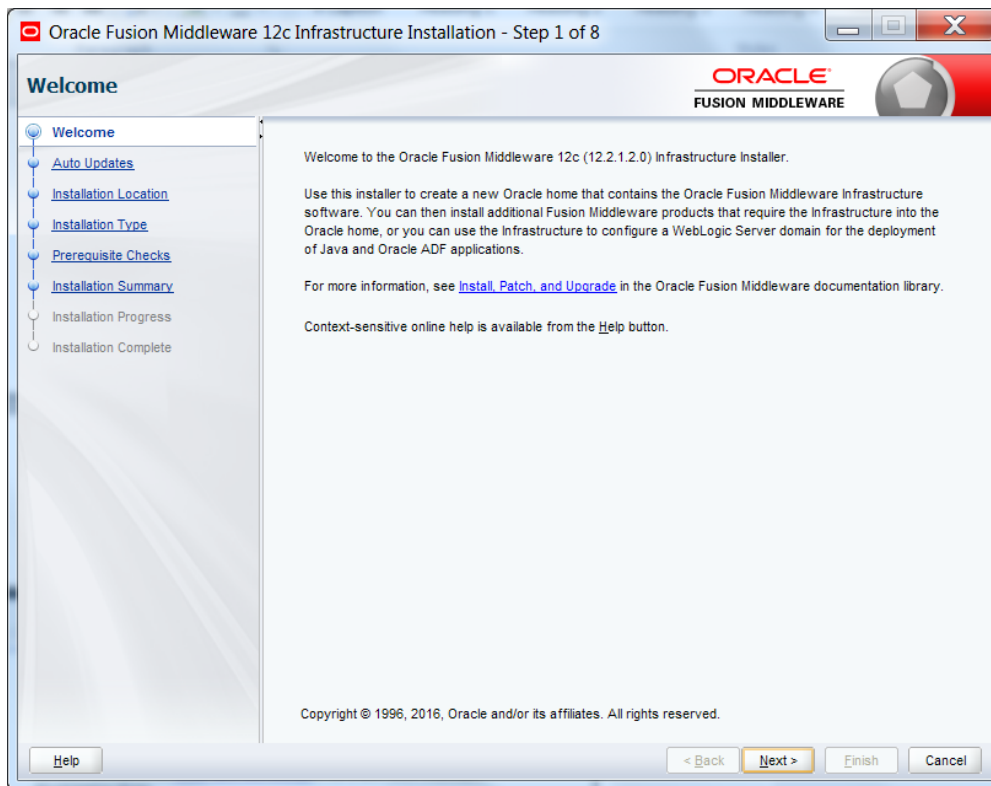 Oracle Fusion Middleware 12c Infrastructure Installation - Step 1 of 8
Welcome
ORACLE
FUSION MIDDLEWARE
Welcome
Auto Updates
Installation Location
Installation Type
Prerequisite Checks
Installation Summary
Installation Progress
Installation Complete
Welcome to the Oracle Fusion Middleware 12c (12.2.1.2.0) Infrastructure Installer.
Use this installer to create a new Oracle home that contains the Oracle Fusion Middleware Infrastructure
software. You can then install additional Fusion Middleware products that require the Infrastructure into the
Oracle home, or you can use the Infrastructure to configure a WebLogic Server domain for the deployment
of Java and Oracle ADF applications.
For more information, see Install, Patch, and Upgrade in the Oracle Fusion Middleware documentation library.
Context-sensitive online help is available from the Help button.
Copyright © 1996, 2016, Oracle and/or its affiliates. All rights reserved.
Help
< Back
Next >
Finish
Cancel